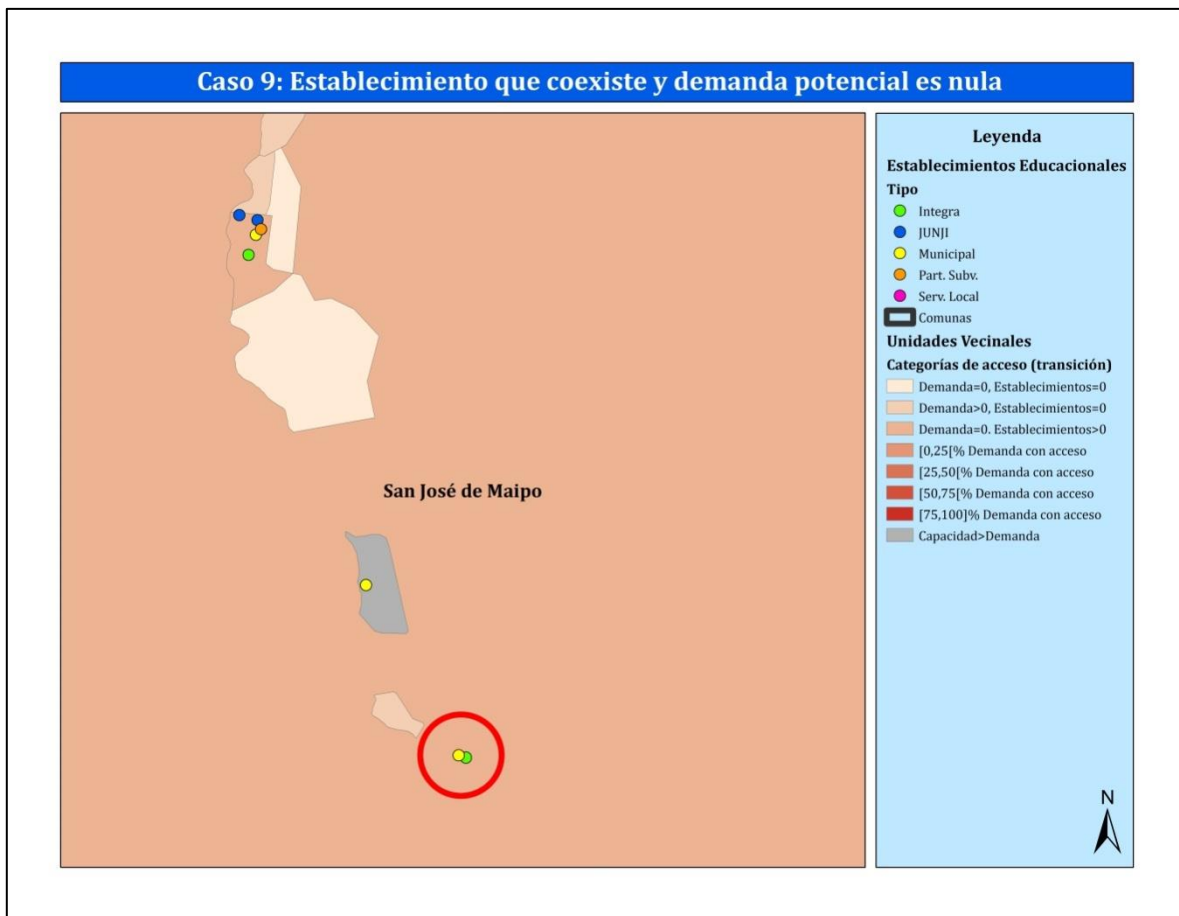 Caso 9: Establecimiento que coexiste y demanda potencial es nula
San José de Maipo
Leyenda
Establecimientos Educacionales
Tipo
Integra
JUNJI
Municipal
Part. Subv.
Serv. Local
Comunas
Unidades Vecinales
Categorías de acceso (transición)
Demanda=0, Establecimientos=0
Demanda>0, Establecimientos=0
Demanda=0. Establecimientos>0
[0,25[% Demanda con acceso
[25,50[% Demanda con acceso
[50,75[% Demanda con acceso
[75,100]% Demanda con acceso
Capacidad>Demanda
N